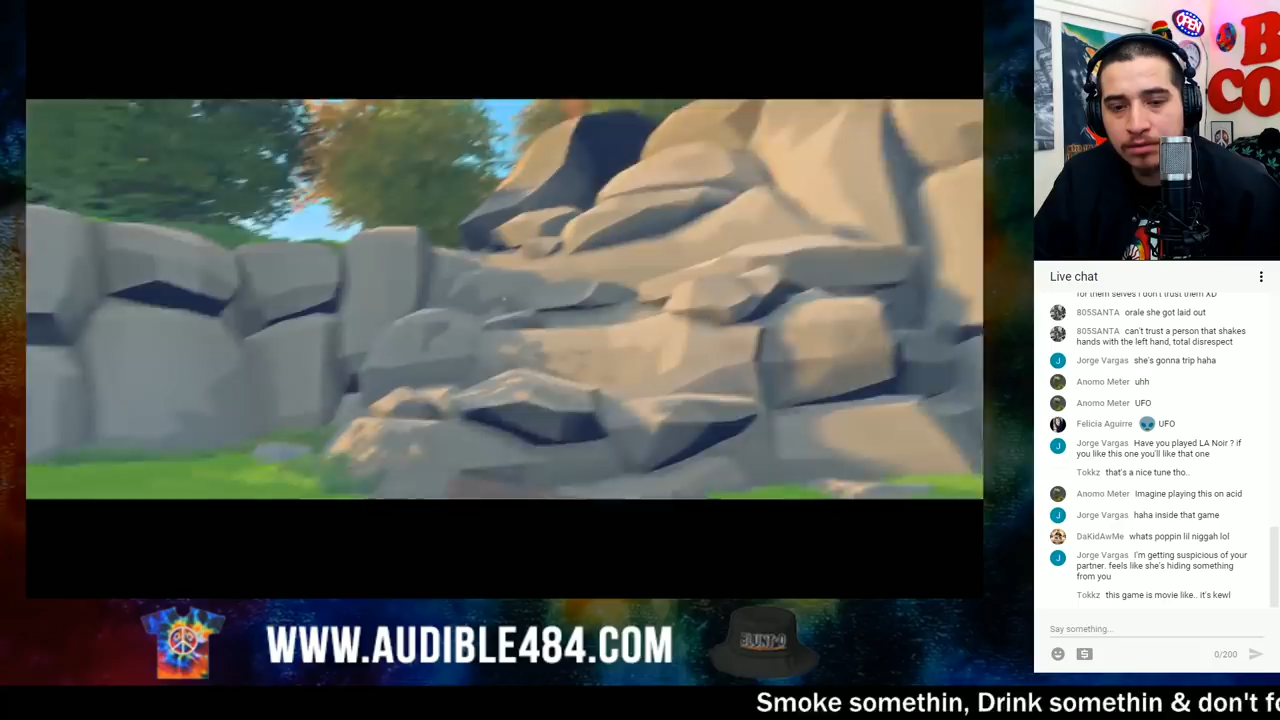 OPEN
B
CO
Live chat
for them selves i don't trust them XD
805SANTA orale she got laid out
805SANTA can't trust a person that shakes
hands with the left hand, total disrespect
Jorge Vargas she's gonna trip haha
Anomo Meter uhh
Anomo Meter UFO
Felicia Aguirre UFO
Jorge Vargas Have you played LA Noir ? if
you like this one you'll like that one
Tokkz that's a nice tune tho..
Anomo Meter Imagine playing this on acid
Jorge Vargas haha inside that game
DaKidAwMe whats poppin lil niggah lol
Jorge Vargas I'm getting suspicious of your
partner. feels like she's hiding something
from you
Tokkz this game is movie like.. it's kewl
Say something...
0/200
WWW.AUDIBLE484.COM
Smoke somethin, Drink somethin & don't fo